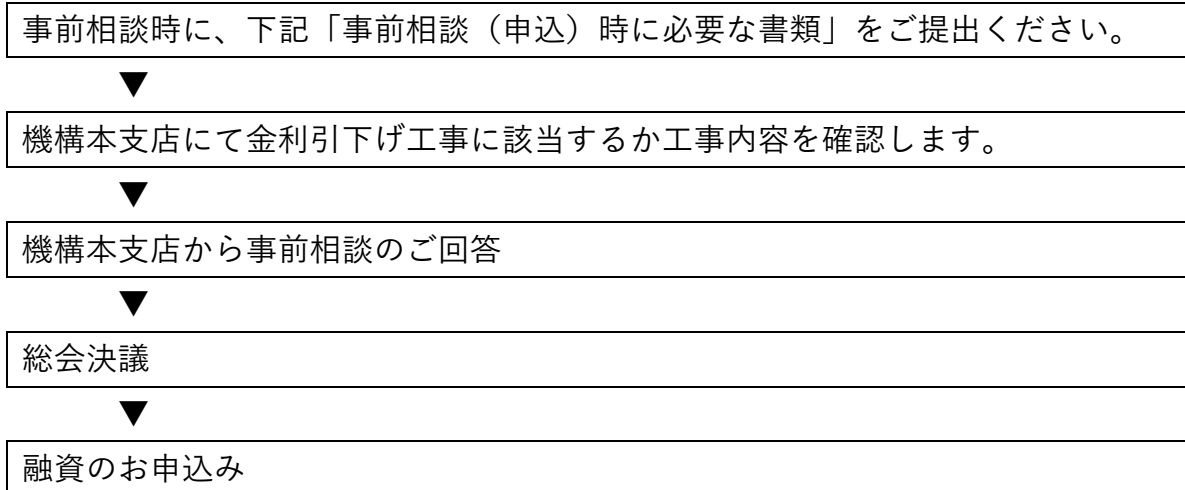 事前相談時に、下記「事前相談（申込）時に必要な書類」をご提出ください。
▼
機構本支店にて金利引下げ工事に該当するか工事内容を確認します。
▼
機構本支店から事前相談のご回答
▼
総会決議
▼
融資のお申込み